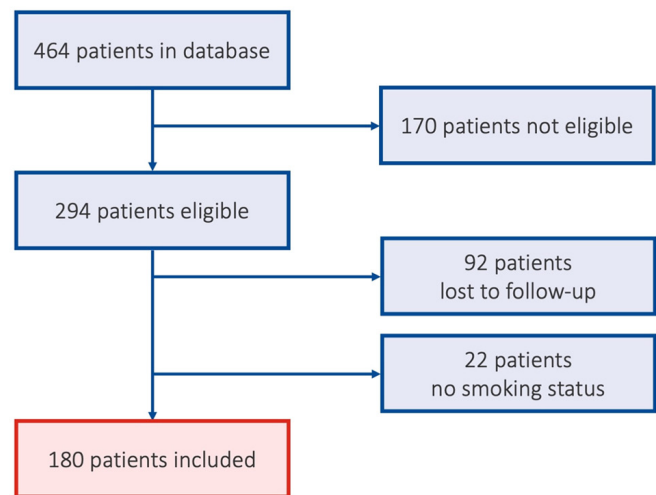 464 patients in database
170 patients not eligible
294 patients eligible
92 patients
lost to follow-up
22 patients
no smoking status
180 patients included